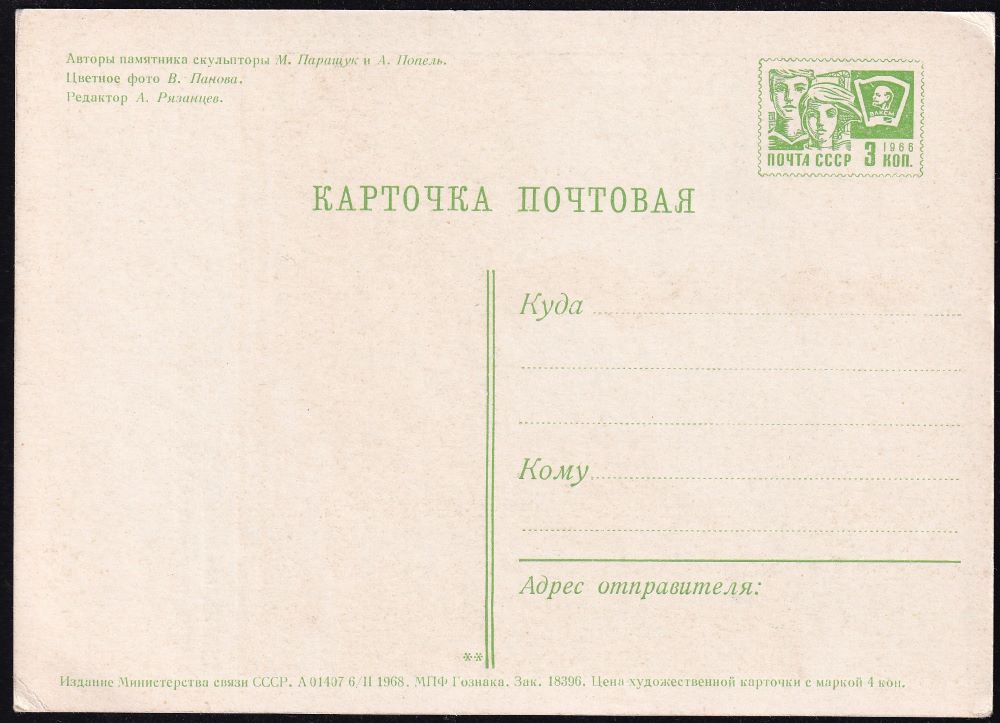 Авторы памятника скульпторы М. Паращук и А. Попель.
Цветное фото В. Панова.
Редактор А. Рязанцев.
ВЛКСМ
1966
ПОЧТА СССР 3 КОП.
КАРТОЧКА ПОЧТОВАЯ
Куда
Кому
Адрес отправителя:
**
Издание Министерства связи СССР. А 01407 6/II 1968. МПФ Гознака. Зак. 18396. Цена художественной карточки с маркой 4 коп.